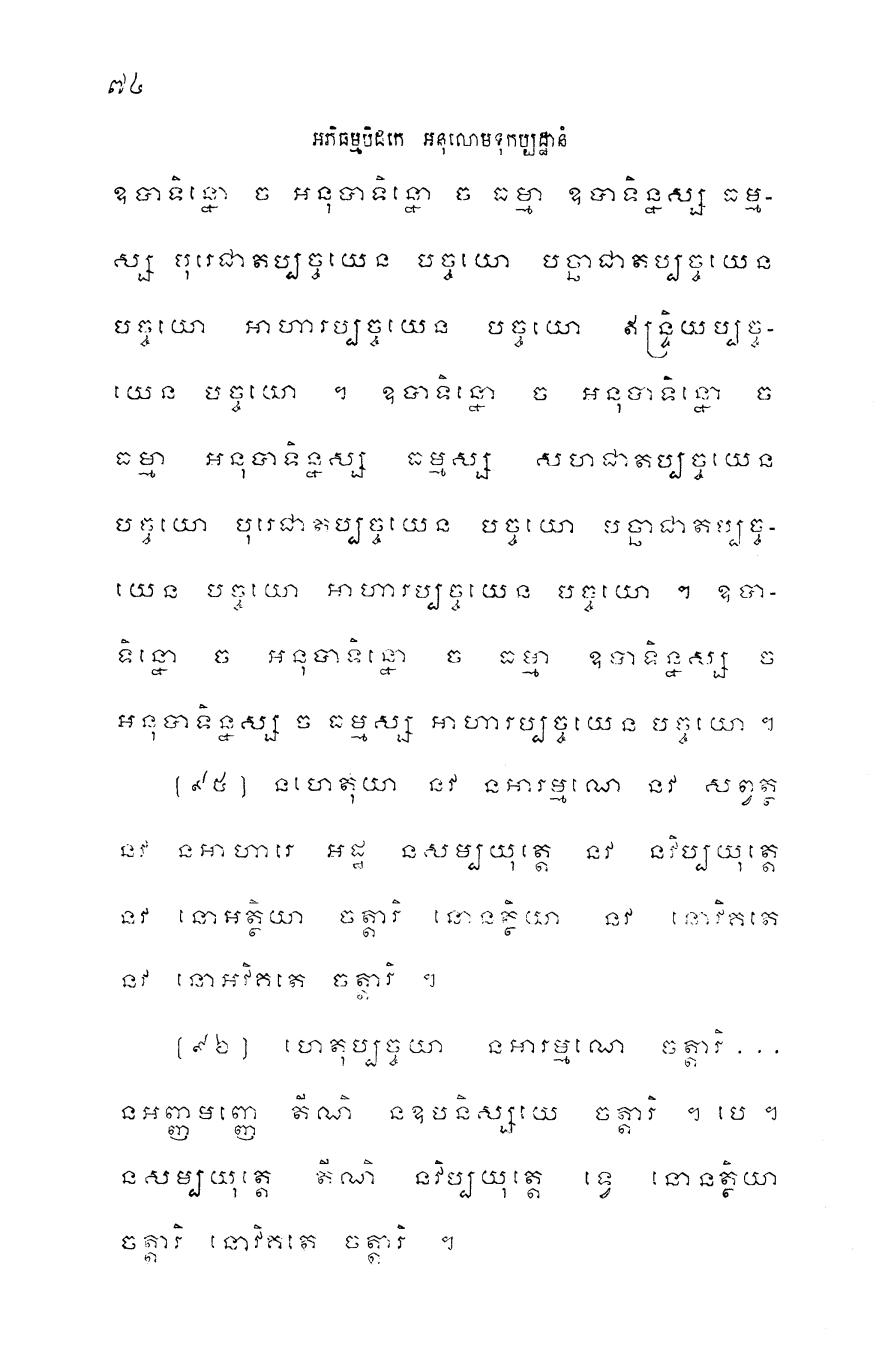 ៧៤
អភិធម្មបិដកេ អនុលោមទុកប្បដ្ឋានំ
ឧបាទិន្នោ ច អនុបាទិន្នោ ច ធម្មា ឧបាទិន្នស្ស ធម្ម-
ស្ស បុរេជាតប្បច្ចយេន បច្ចយោ បច្ឆាជាតប្បច្ចយេន
បច្ចយោ អាហារប្បច្ចយេន បច្ចយោ ឥន្ទ្រិយប្បច្ច-
យេន បច្ចយោ ។ ឧបាទិន្នោ ច អនុបាទិន្នោ ច
ធម្មា អនុបាទិន្នស្ស ធម្មស្ស សហជាតប្បច្ចយេន
បច្ចយោ បុរេជាតប្បច្ចយេន បច្ចយោ បច្ឆាជាតប្បច្ច-
យេន បច្ចយោ អាហារប្បច្ចយេន បច្ចយោ ។ ឧបា-
ទិន្នោ ច អនុបាទិន្នោ ច ធម្មា ឧបាទិន្នស្ស ច
អនុបាទិន្នស្ស ច ធម្មស្ស អាហារប្បច្ចយេន បច្ចយោ ។
[៩៥] នហេតុយា នវ នអារម្មណេ នវ សព្វត្ថ
នវ នអាហារេ អដ្ឋ នសម្បយុត្តេ នវ នវិប្បយុត្តេ
នវ នោអត្ថិយា ចត្តារិ នោនត្ថិយា នវ នោវិគតេ
នវ នោអវិគតេ ចត្តារិ ។
[៩៦] ហេតុប្បច្ចយា នអារម្មណេ ចត្តារិ...
នអញ្ញមញ្ញេ តីណិ នឧបនិស្សយេ ចត្តារិ ។ បេ ។
នសម្បយុត្តេ តីណិ នវិប្បយុត្តេ ទ្វេ នោនត្ថិយា
ចត្តារិ នោវិគតេ ចត្តារិ ។